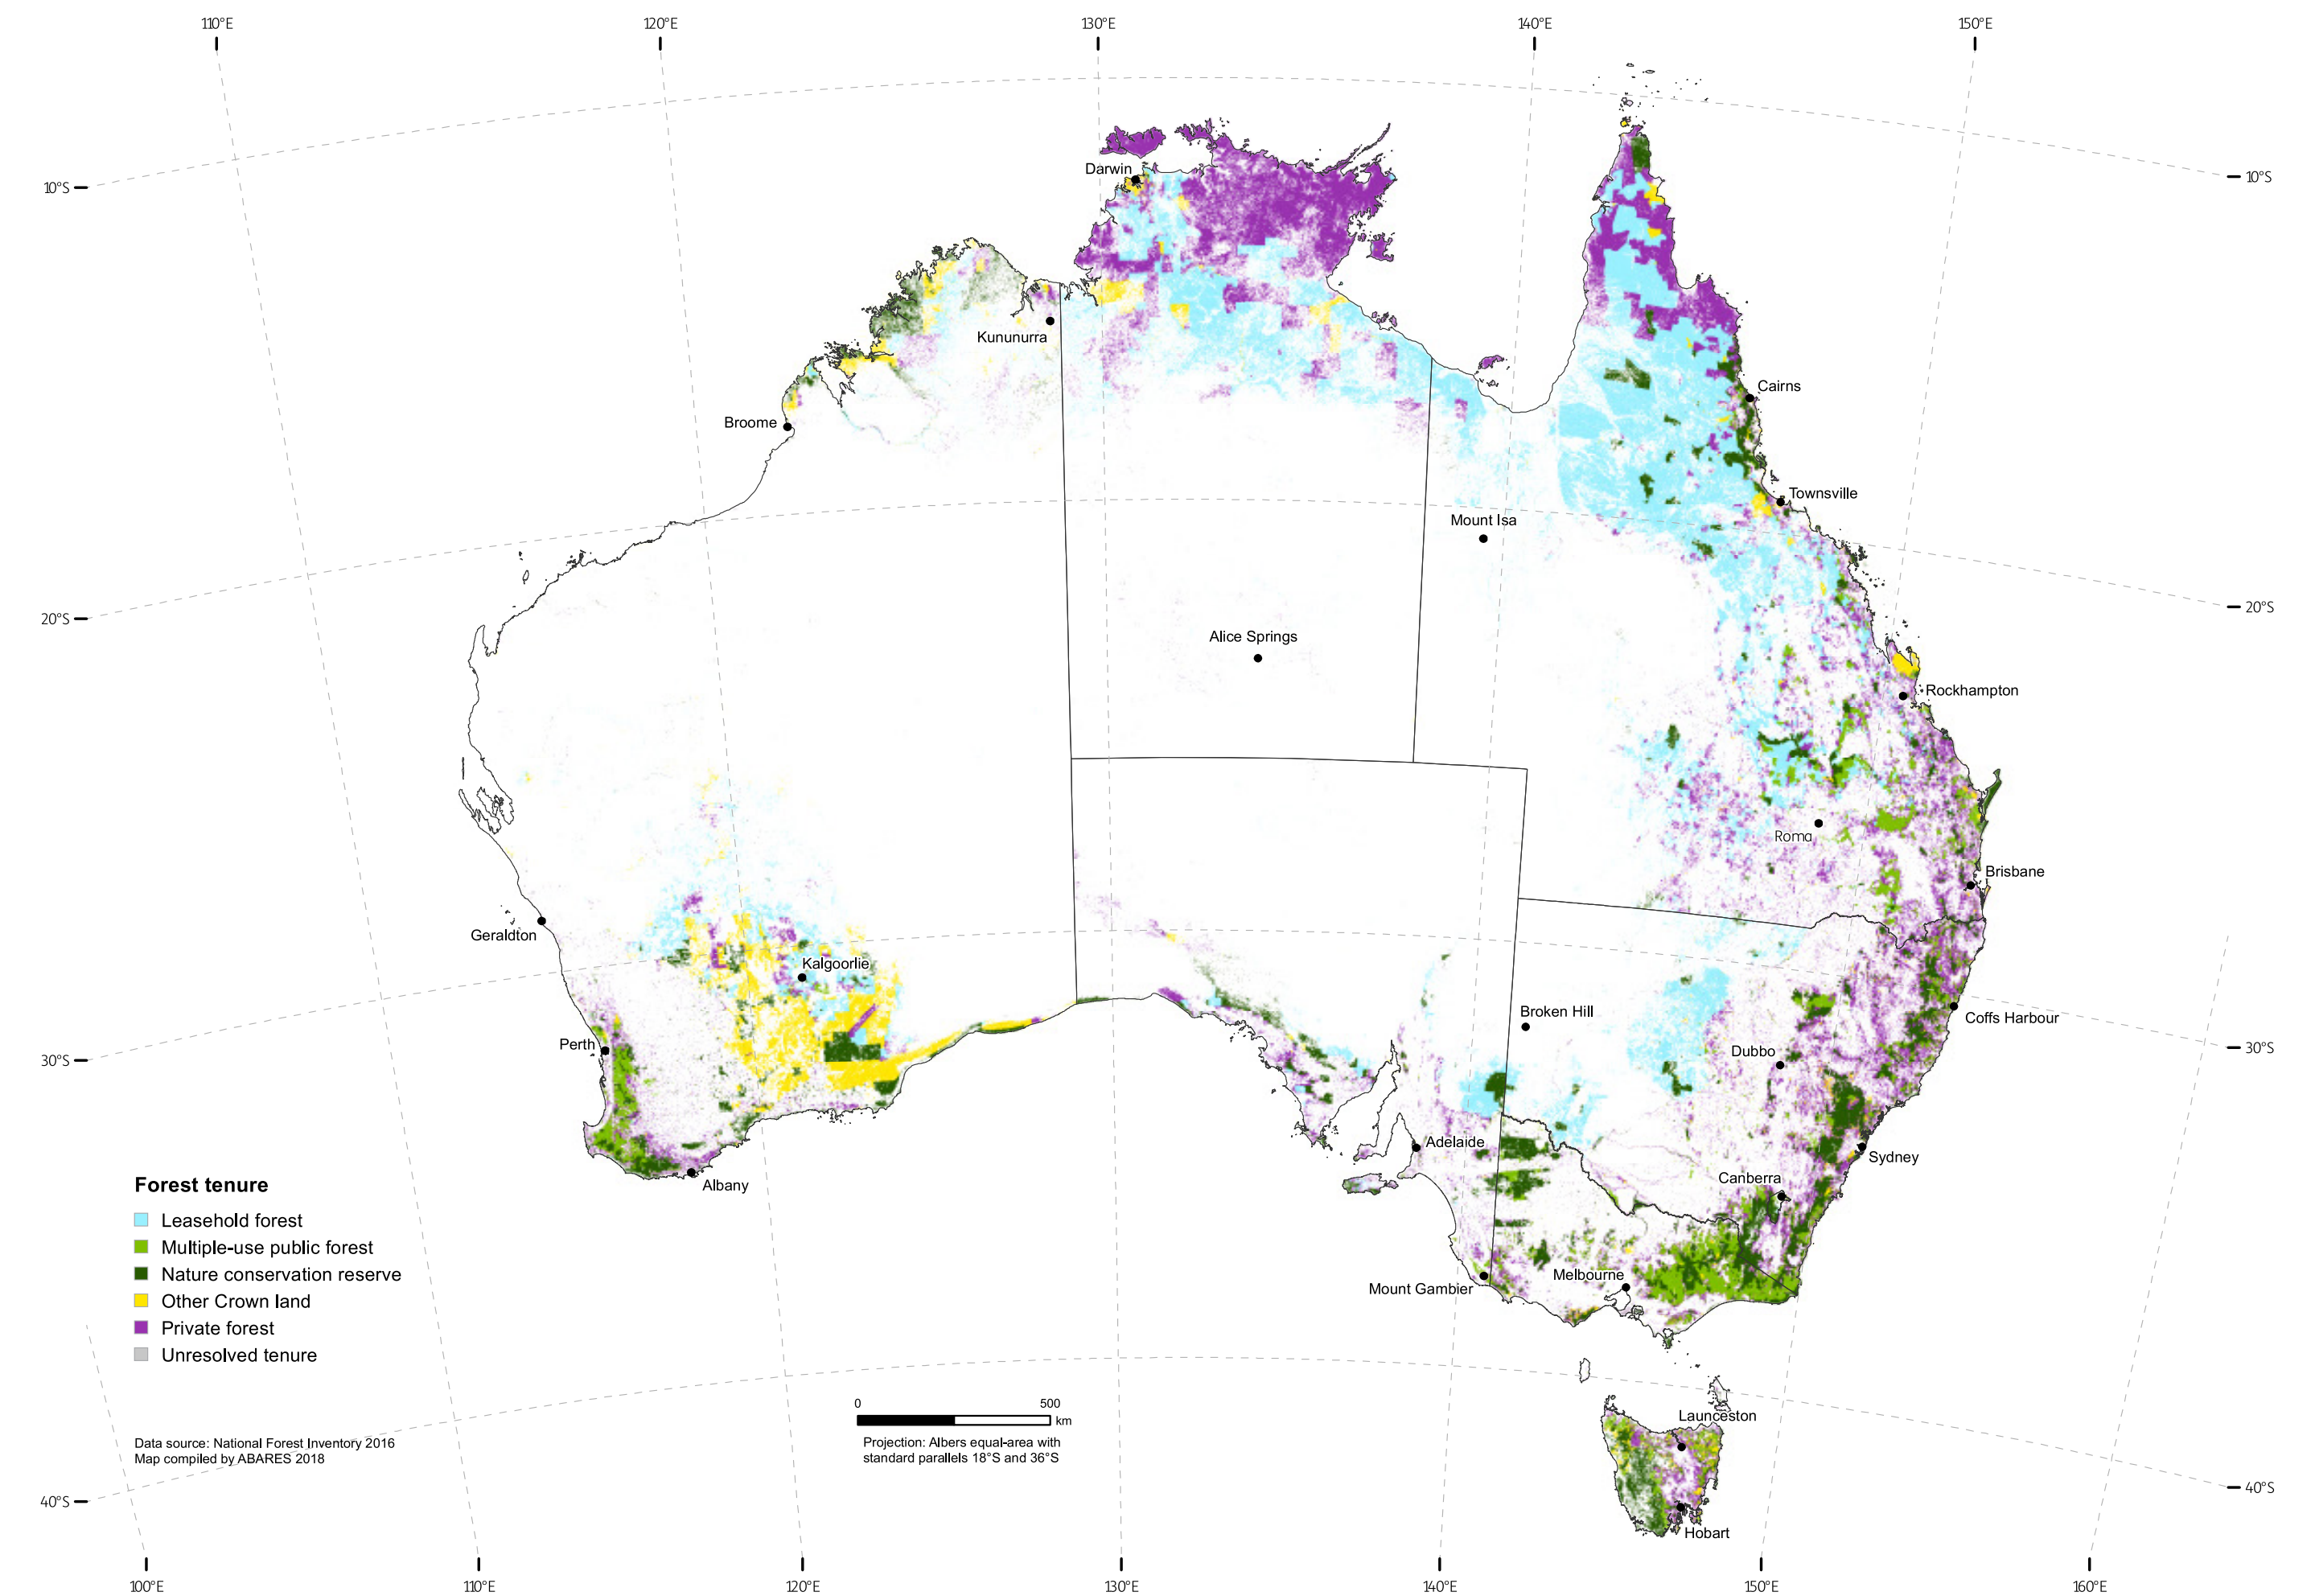 110°E
120°E
130°E
140°E
150°E
10°S
10°S
Darwin
Kununurra
Cairns
Broome
Townsville
Mount Isa
20°S
20°S
Alice Springs
Rockhampton
Roma
Brisbane
Geraldton
Kalgoorlie
Broken Hill
Coffs Harbour
Perth
Dubbo
30°S
30°S
Adelaide
Sydney
Canberra
Albany
Forest tenure
Leasehold forest
Multiple-use public forest
Nature conservation reserve
Other Crown land
Private forest
Unresolved tenure
Melbourne
Mount Gambier
0
500
km
Projection: Albers equal-area with
standard parallels 18°S and 36°S
Launceston
Data source: National Forest Inventory 2016
Map compiled by ABARES 2018
40°S
40°S
Hobart
100°E
110°E
120°E
130°E
140°E
150°E
160°E